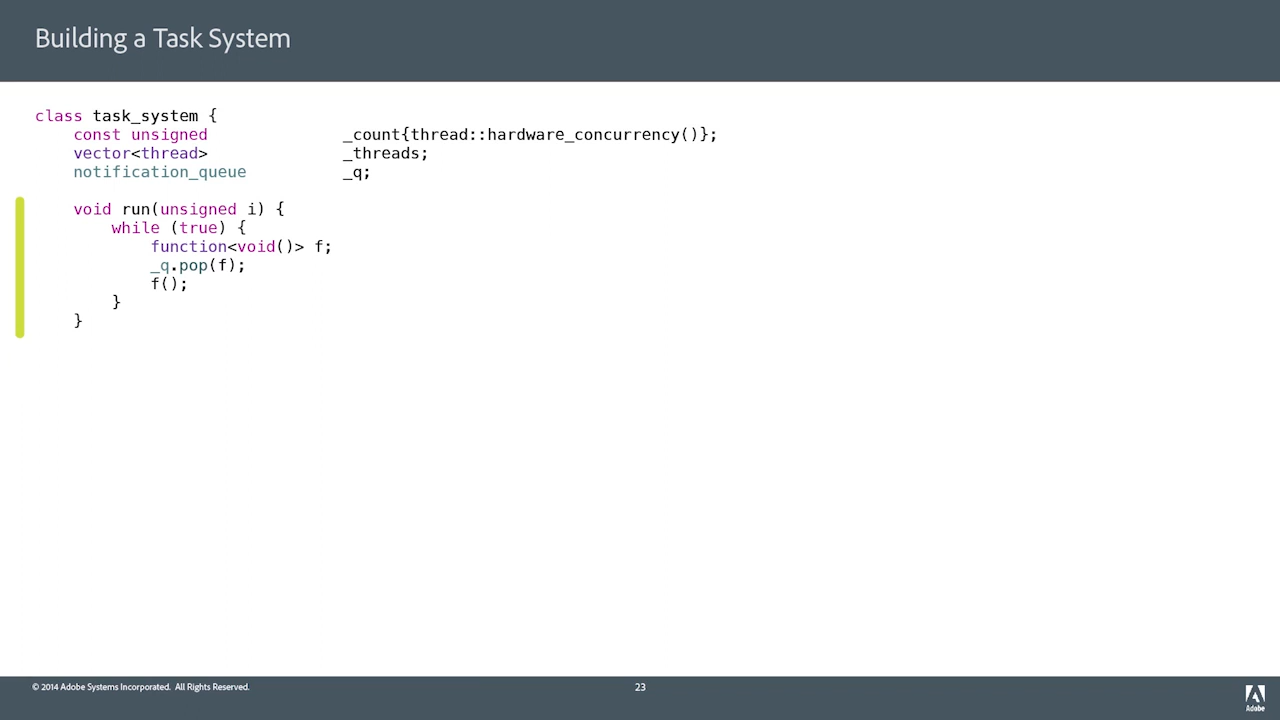 Building a Task System
class task_system {
    const unsigned              _count{thread::hardware_concurrency()};
    vector<thread>              _threads;
    notification_queue          _q;
    void run(unsigned i) {
        while (true) {
            function<void()> f;
            _q.pop(f);
            f();
        }
    }
© 2014 Adobe Systems Incorporated. All Rights Reserved.
23
Adobe